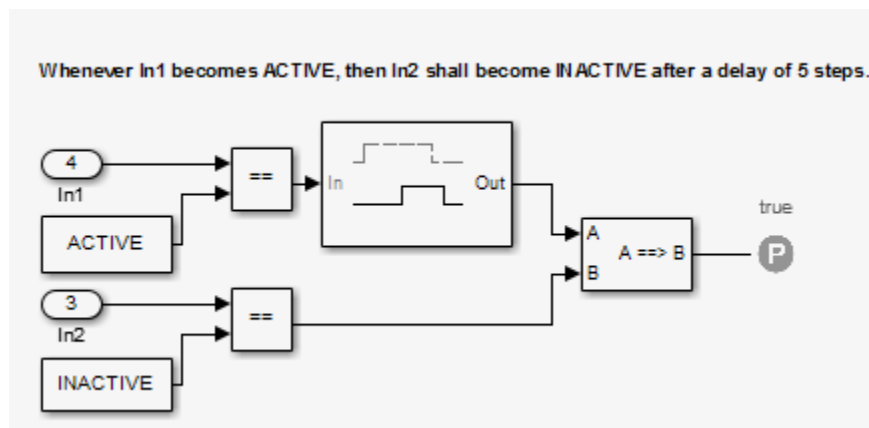 Whenever In1 becomes ACTIVE, then In2 shall become INACTIVE after a delay of 5 steps.
4
In1
ACTIVE
==
In
Out
3
In2
INACTIVE
==
A
B
A ==> B
true
P